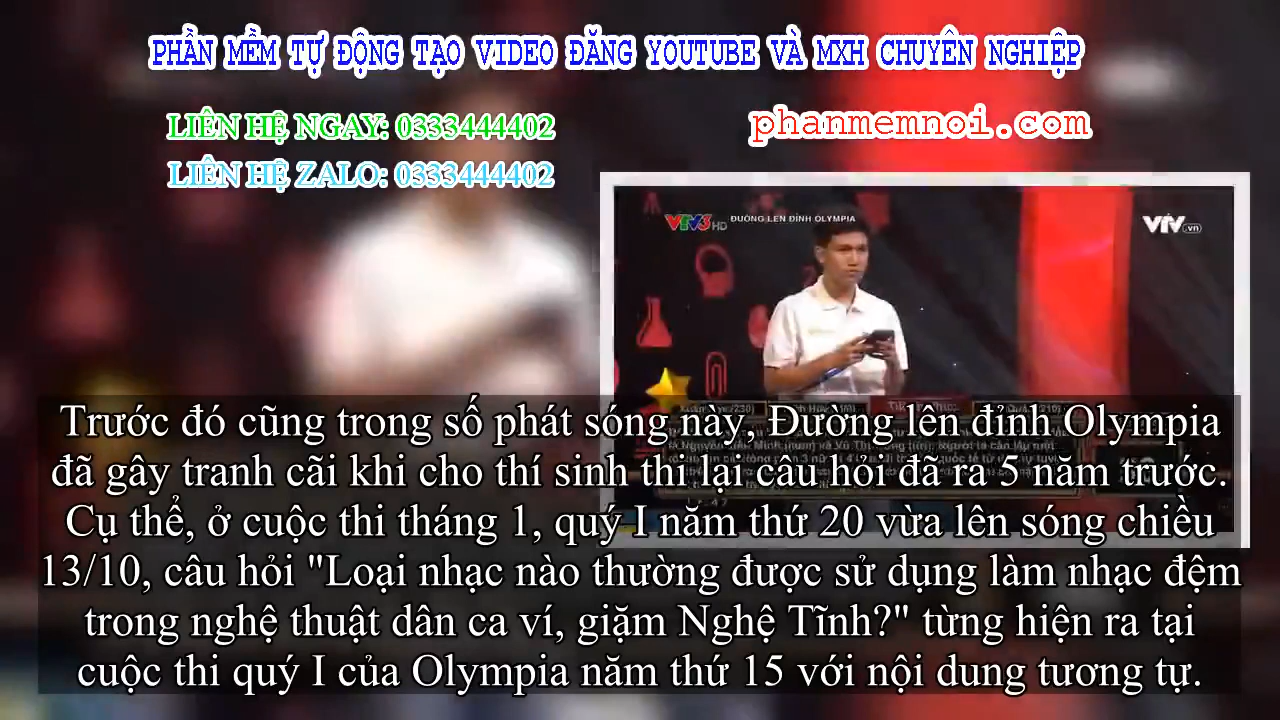 PHẦN MỀM TỰ ĐỘNG TẠO VIDEO ĐĂNG YOUTUBE VÀ MXH CHUYÊN NGHIỆP
LIÊN HỆ NGAY: 0333444402
phanmemnoi.com
LIÊN HỆ ZALO: 0333444402
VTV3 HD
ĐƯỜNG LÊN ĐỈNH OLYMPIA
VTV.vn
Trước đó cũng trong số phát sóng này, Đường lên đỉnh Olympia
đã gây tranh cãi khi cho thí sinh thi lại câu hỏi đã ra 5 năm trước.
Cụ thể, ở cuộc thi tháng 1, quý I năm thứ 20 vừa lên sóng chiều
13/10, câu hỏi "Loại nhạc nào thường được sử dụng làm nhạc đệm
trong nghệ thuật dân ca ví, giặm Nghệ Tĩnh?" từng hiện ra tại
cuộc thi quý I của Olympia năm thứ 15 với nội dung tương tự.